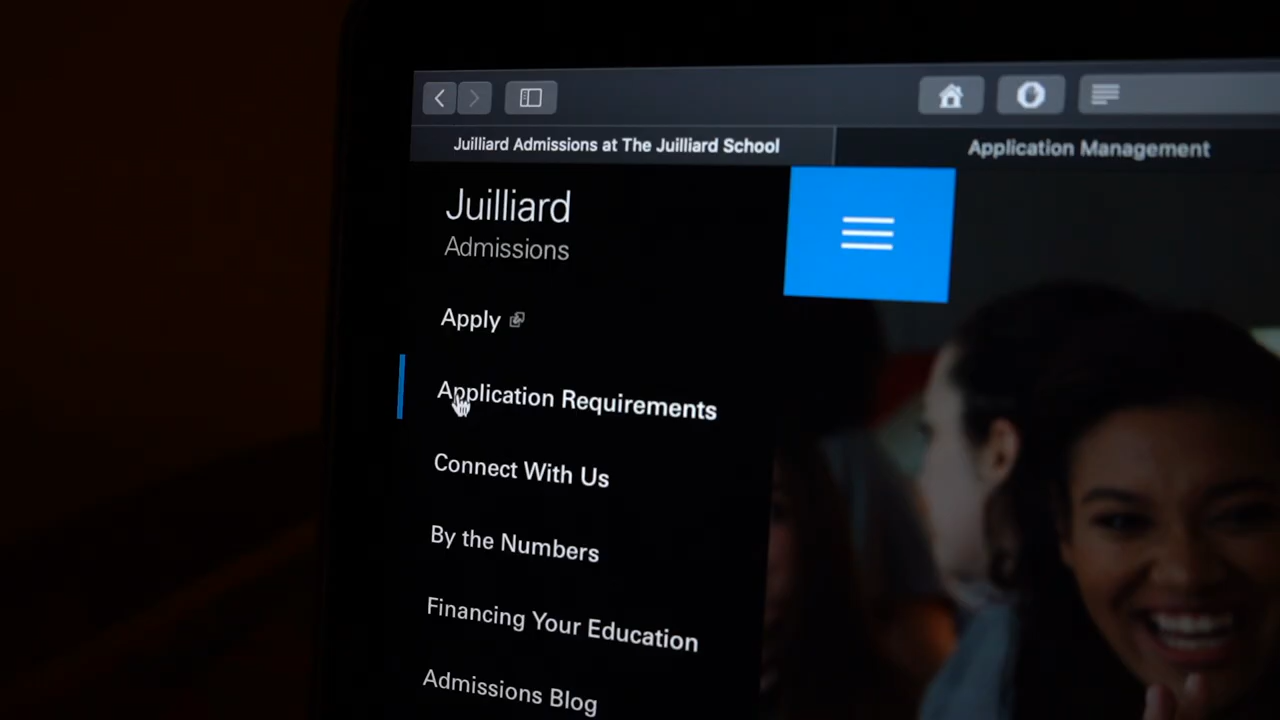 Juilliard Admissions at The Juilliard School
Application Management
Juilliard
Admissions
Apply
Application Requirements
Connect With Us
By the Numbers
Financing Your Education
Admissions Blog